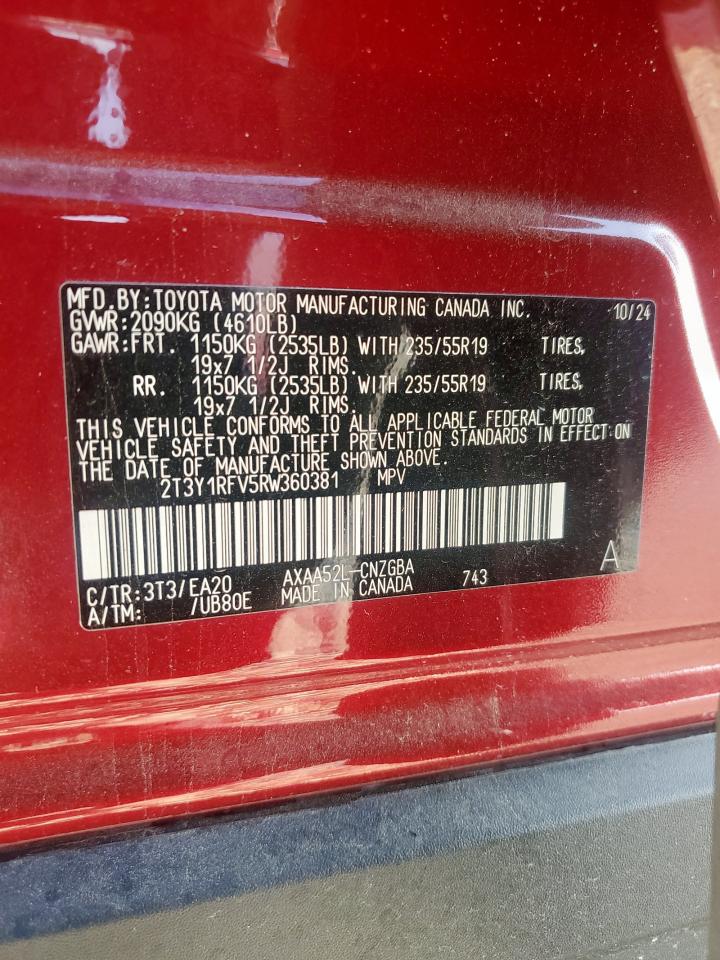 MFD.BY:TOYOTA MOTOR MANUFACTURING CANADA INC. 10/24
GVWR:2090KG (4610LB)
GAWR:FRT. 1150KG (2535LB) WITH 235/55R19 TIRES,
19x7 1/2J RIMS.
RR. 1150KG (2535LB) WITH 235/55R19 TIRES,
19x7 1/2J RIMS.
THIS VEHICLE CONFORMS TO ALL APPLICABLE FEDERAL MOTOR
VEHICLE SAFETY AND THEFT PREVENTION STANDARDS IN EFFECT ON
THE DATE OF MANUFACTURE SHOWN ABOVE.
2T3Y1RFV5RW360381 MPV
C/TR:3T3/EA20 AXAA52L-CNZGBA A
A/TM: /UB80E MADE IN CANADA 743